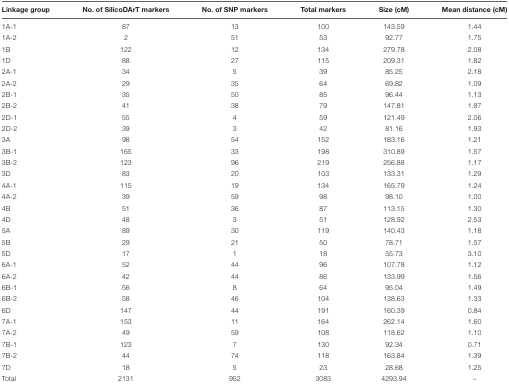 Linkage group No. of SilicoDArT markers No. of SNP markers Total markers Size (cM) Mean distance (cM)
1A-1 87 13 100 143.59 1.44
1A-2 2 51 53 92.77 1.75
1B 122 12 134 279.78 2.08
1D 88 27 115 209.31 1.82
2A-1 34 5 39 85.25 2.18
2A-2 29 35 64 69.82 1.09
2B-1 35 50 85 96.44 1.13
2B-2 41 38 79 147.81 1.87
2D-1 55 4 59 121.49 2.06
2D-2 39 3 42 81.16 1.93
3A 98 54 152 183.16 1.21
3B-1 165 33 198 310.89 1.57
3B-2 123 96 219 256.88 1.17
3D 83 20 103 133.31 1.29
4A-1 115 19 134 165.79 1.24
4A-2 39 59 98 98.10 1.00
4B 51 36 87 113.15 1.30
4D 48 3 51 128.92 2.53
5A 89 30 119 140.43 1.18
5B 29 21 50 78.71 1.57
5D 17 1 18 55.73 3.10
6A-1 52 44 96 107.78 1.12
6A-2 42 44 86 133.99 1.56
6B-1 56 8 64 95.04 1.49
6B-2 58 46 104 138.63 1.33
6D 147 44 191 160.39 0.84
7A-1 153 11 164 262.14 1.60
7A-2 49 59 108 118.62 1.10
7B-1 123 7 130 92.34 0.71
7B-2 44 74 118 163.84 1.39
7D 18 5 23 28.68 1.25
Total 2131 952 3083 4293.94 –